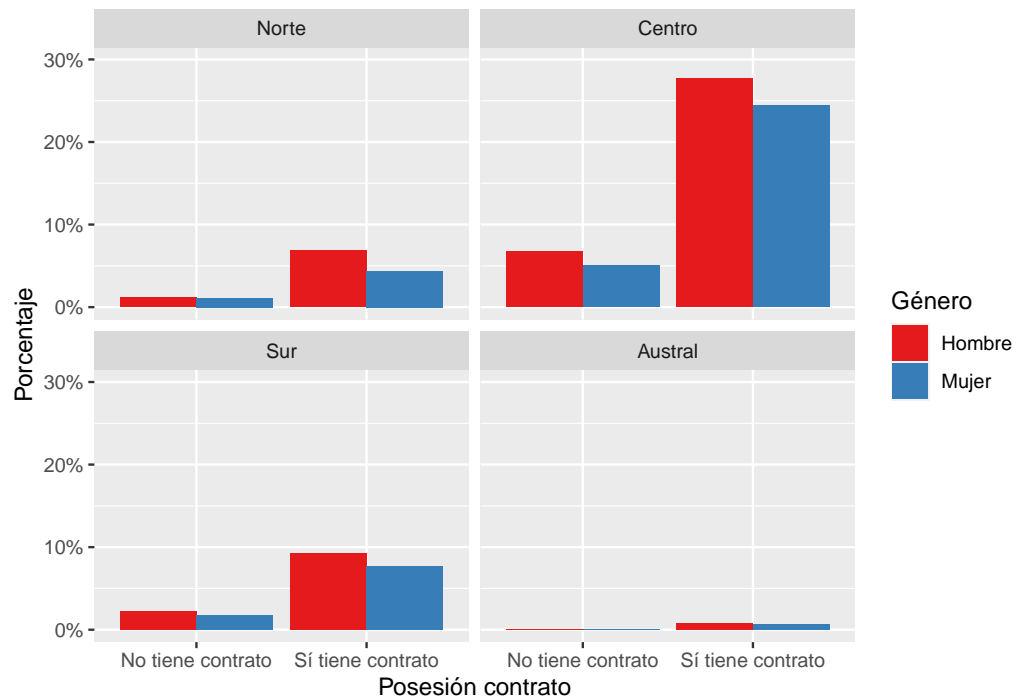 Norte
Centro
30%
20%
10%
0%
Sur
Austral
30%
20%
10%
0%
No tiene contrato
Sí tiene contrato
No tiene contrato
Sí tiene contrato
Posesión contrato
Porcentaje
Género
Hombre
Mujer